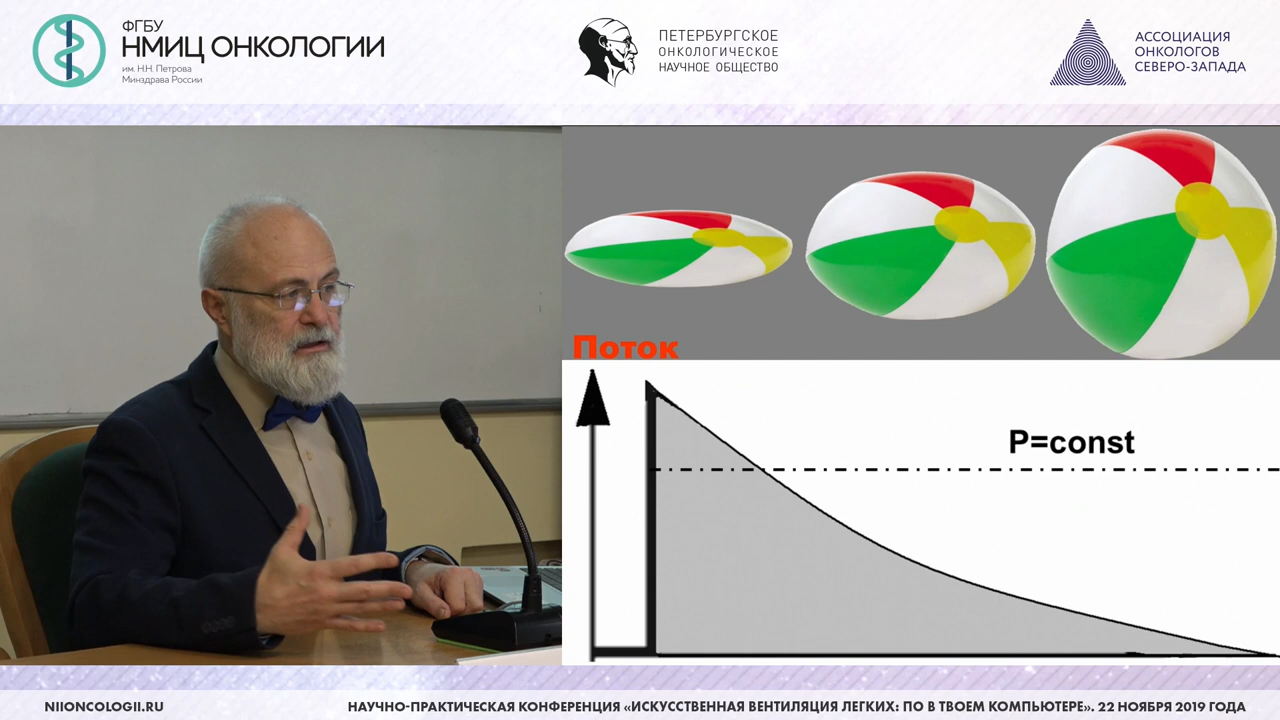 ФГБУ
НМИЦ ОНКОЛОГИИ
им. Н.Н. Петрова
Минздрава России
ПЕТЕРБУРГСКОЕ
ОНКОЛОГИЧЕСКОЕ
НАУЧНОЕ ОБЩЕСТВО
АССОЦИАЦИЯ
ОНКОЛОГОВ
СЕВЕРО-ЗАПАДА
Поток
P=const
NIIONCOLOGII.RU
НАУЧНО-ПРАКТИЧЕСКАЯ КОНФЕРЕНЦИЯ «ИСКУССТВЕННАЯ ВЕНТИЛЯЦИЯ ЛЕГКИХ: ПО В ТВОЕМ КОМПЬЮТЕРЕ». 22 НОЯБРЯ 2019 ГОДА